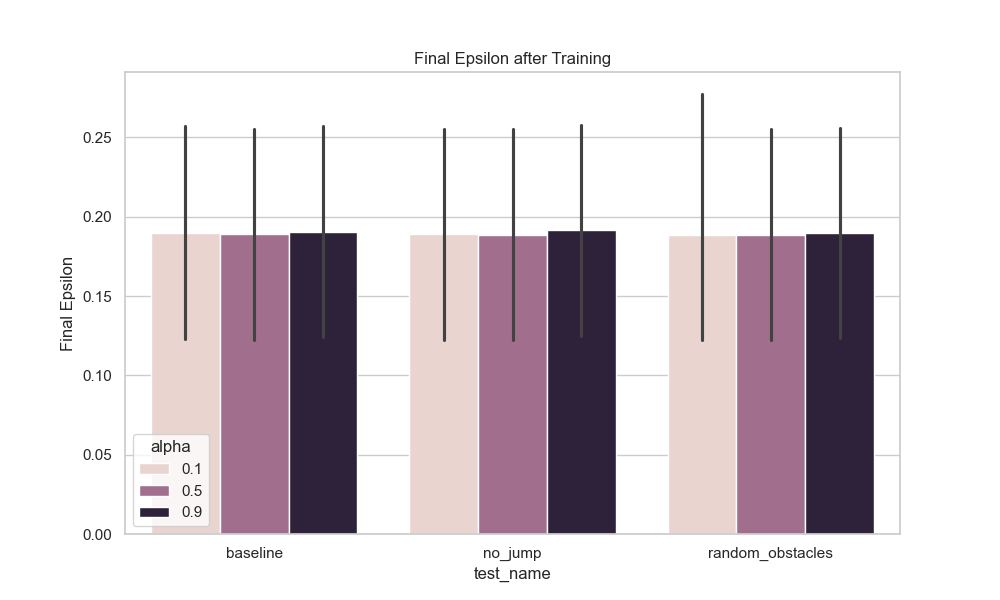 Final Epsilon after Training
Final Epsilon
0.25
0.20
0.15
0.10
0.05
0.00
alpha
0.1
0.5
0.9
baseline
no_jump
random_obstacles
test_name